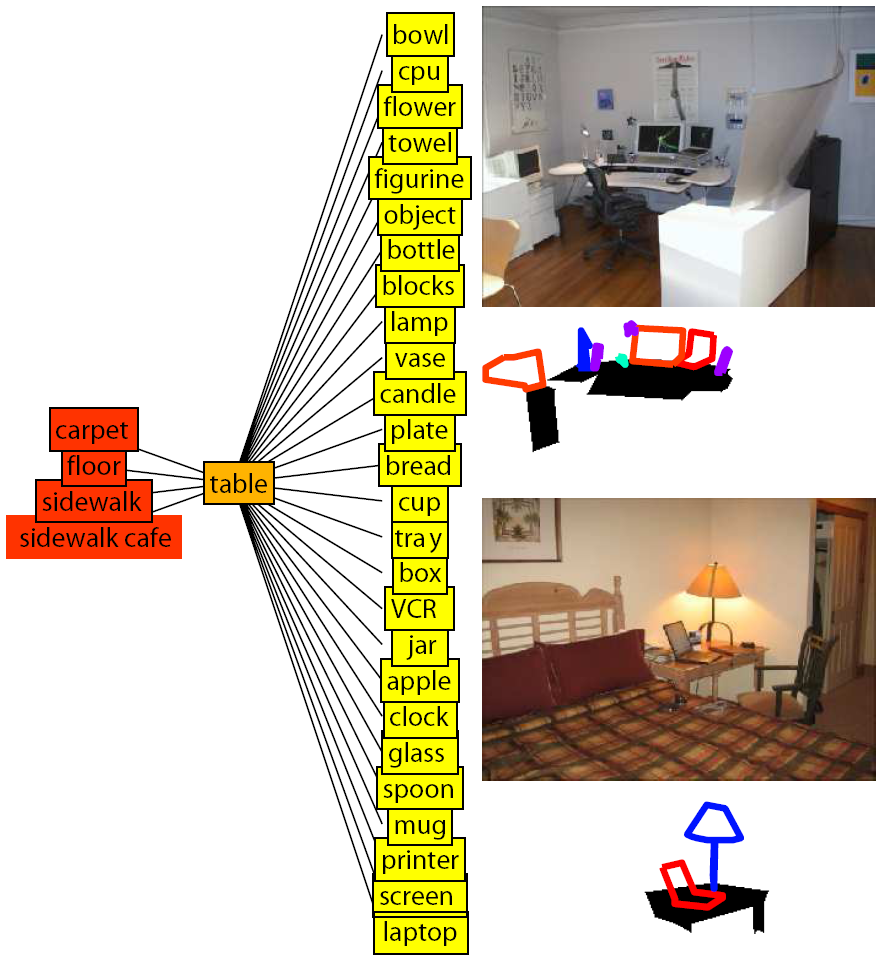 bowl
cpu
flower
towel
figurine
object
bottle
blocks
lamp
vase
candle
plate
bread
cup
tray
box
VCR
jar
apple
clock
glass
spoon
mug
printer
screen
laptop
carpet
floor
sidewalk
sidewalk cafe
table